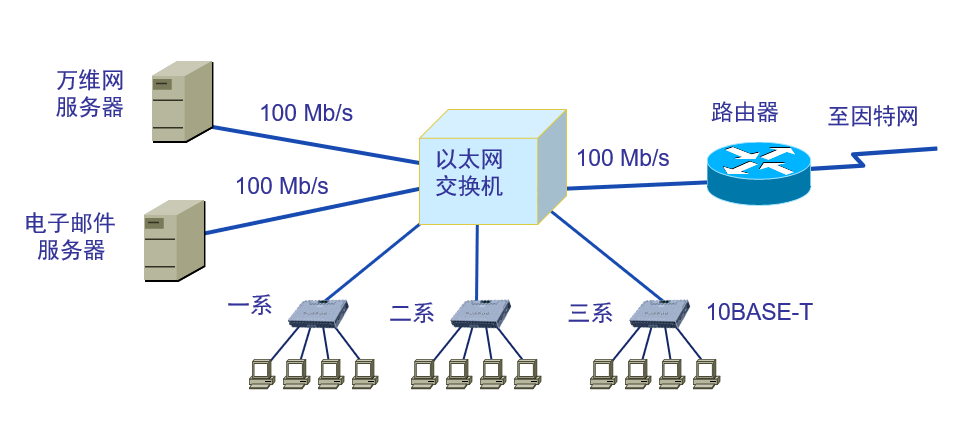 万维网
服务器
100 Mb/s
路由器
至因特网
以太网
交换机
100 Mb/s
100 Mb/s
电子邮件
服务器
一系
二系
三系
10BASE-T